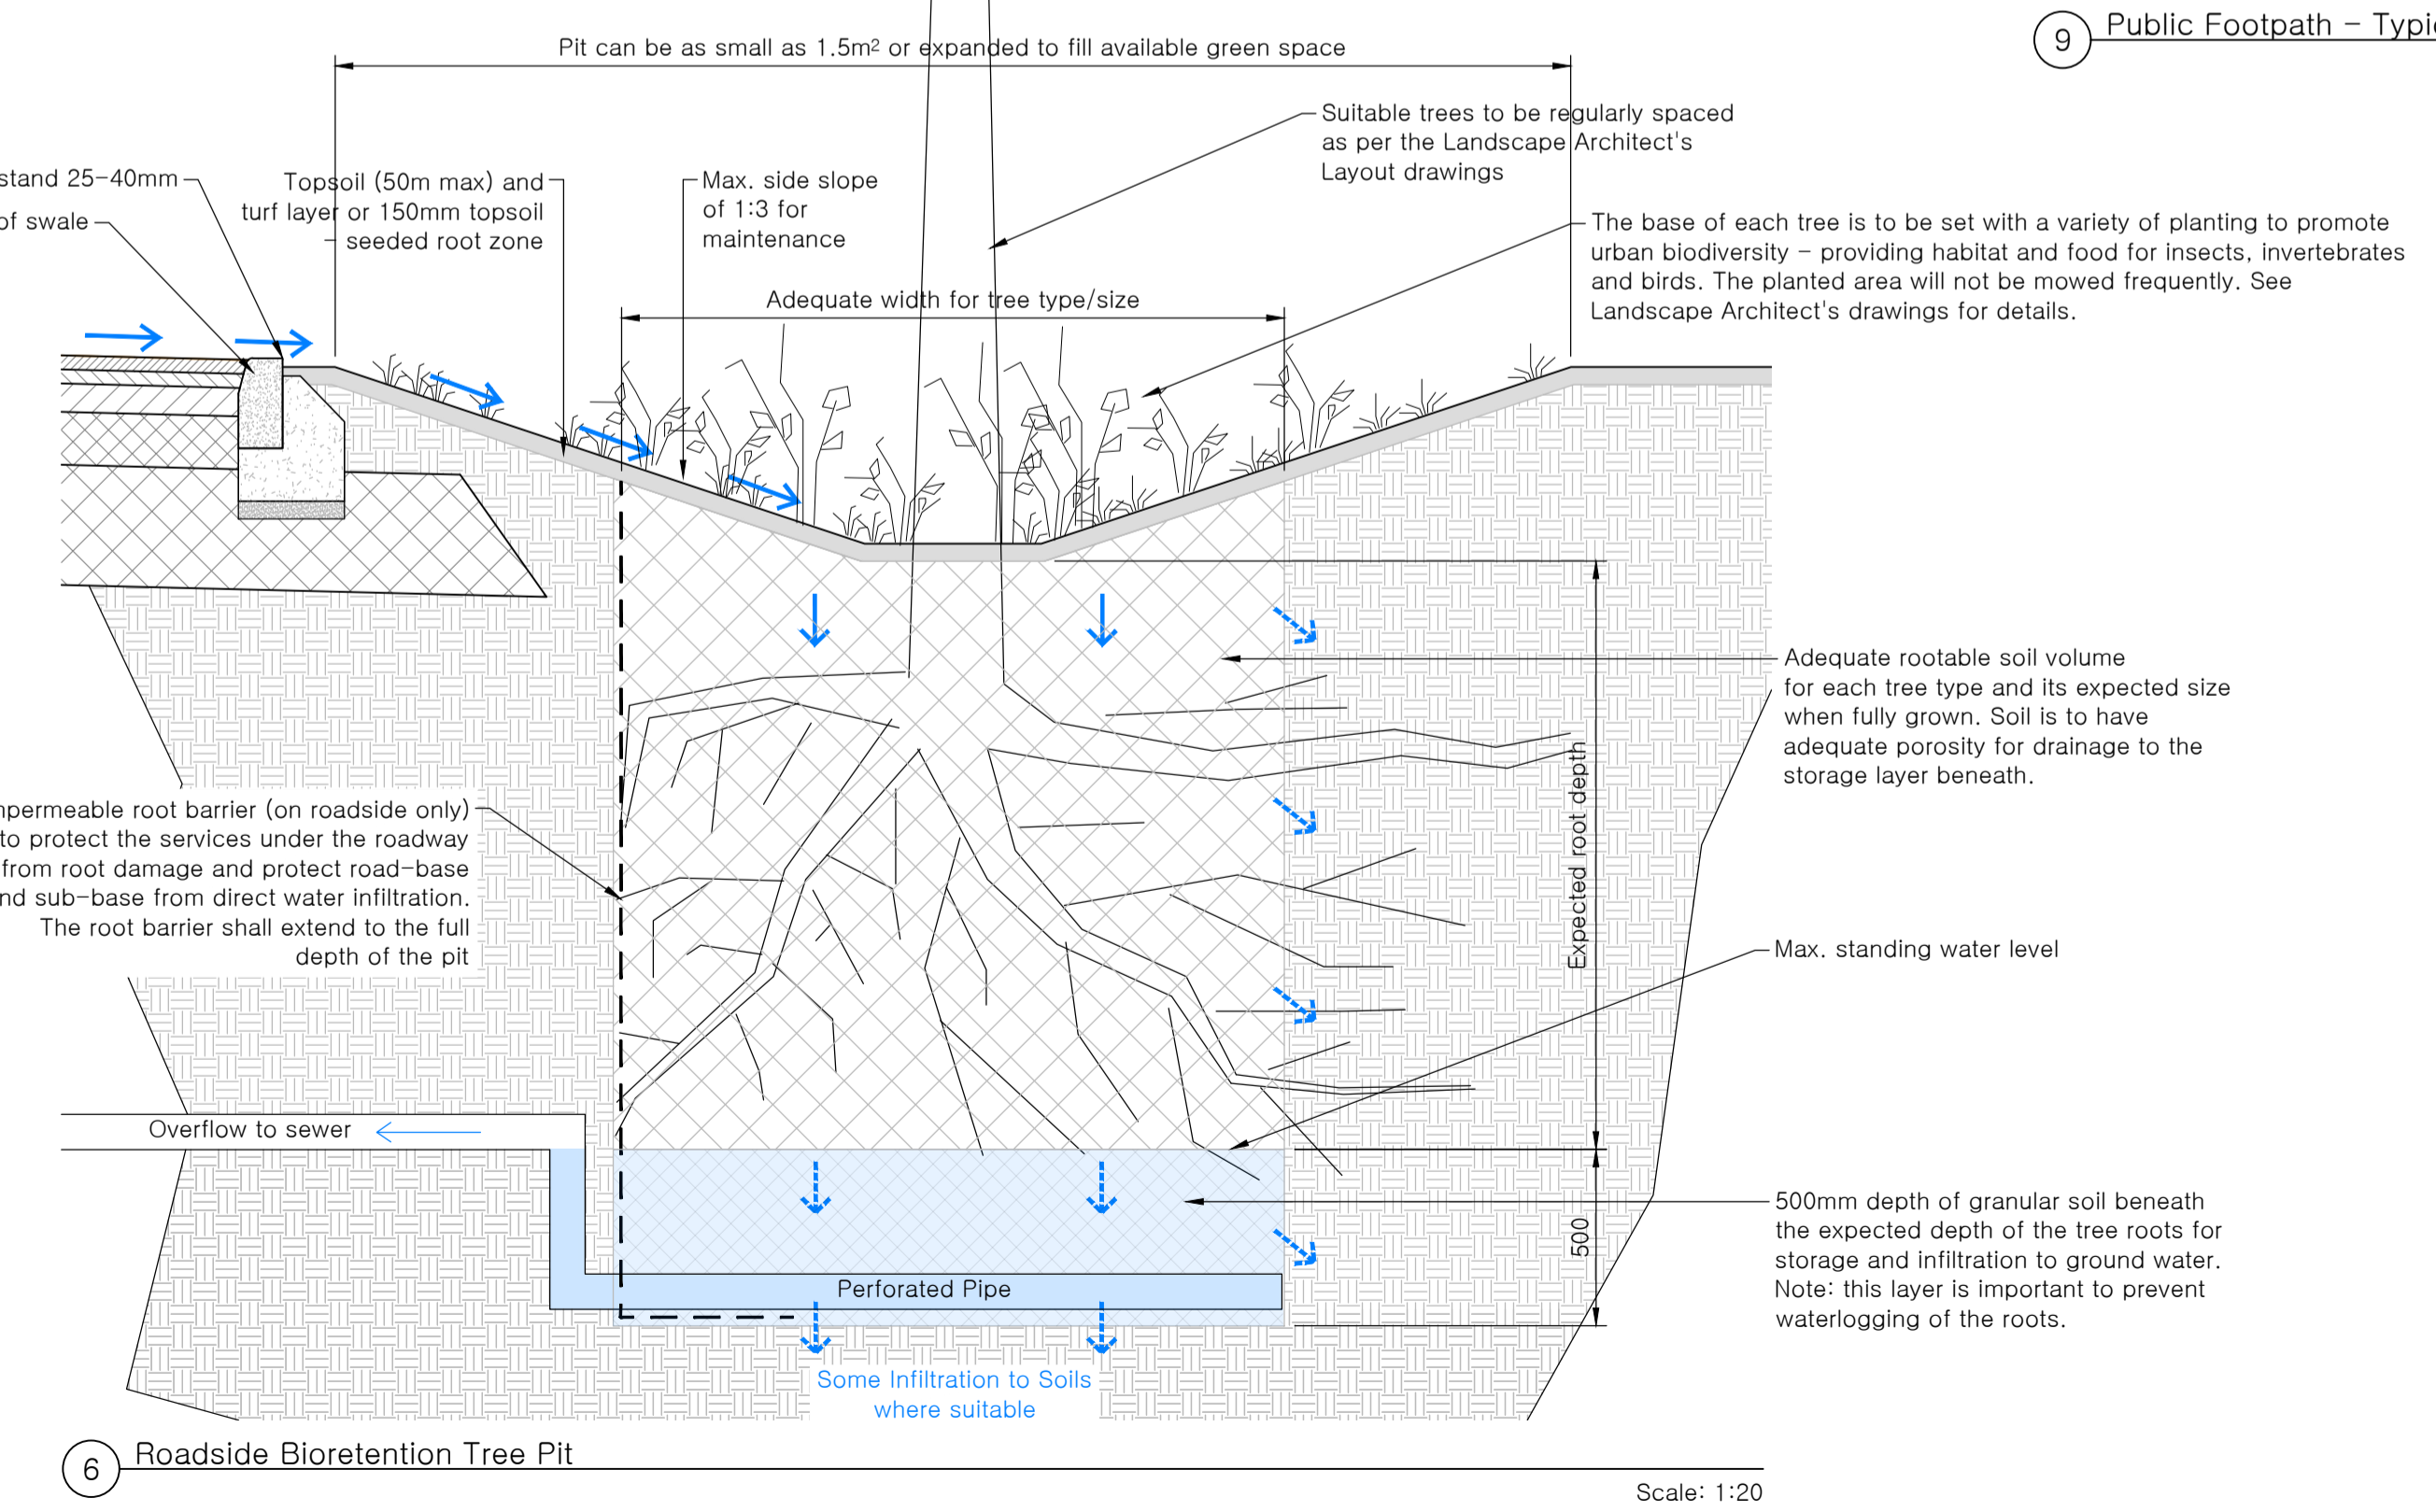 9 Public Footpath -
Pit can be as small as 1.5m² or expanded to fill available green space
Suitable trees to be regularly spaced
as per the Landscape Architect's
Layout drawings
stand 25-40mm
of swale
Topsoil (50m max) and
turf layer or 150mm topsoil
- seeded root zone
Max. side slope
of 1:3 for
maintenance
The base of each tree is to be set with a variety of planting to promote
urban biodiversity - providing habitat and food for insects, invertebrates
and birds. The planted area will not be mowed frequently. See
Landscape Architect's drawings for details.
Adequate width for tree type/size
Adequate rootable soil volume
for each tree type and its expected size
when fully grown. Soil is to have
adequate porosity for drainage to the
storage layer beneath.
Expected root depth
permeable root barrier (on roadside only)
to protect the services under the roadway
from root damage and protect road-base
nd sub-base from direct water infiltration.
The root barrier shall extend to the full
depth of the pit
Max. standing water level
Overflow to sewer
500mm depth of granular soil beneath
the expected depth of the tree roots for
storage and infiltration to ground water.
Note: this layer is important to prevent
waterlogging of the roots.
500
Perforated Pipe
Some Infiltration to Soils
where suitable
6 Roadside Bioretention Tree Pit
Scale: 1:20